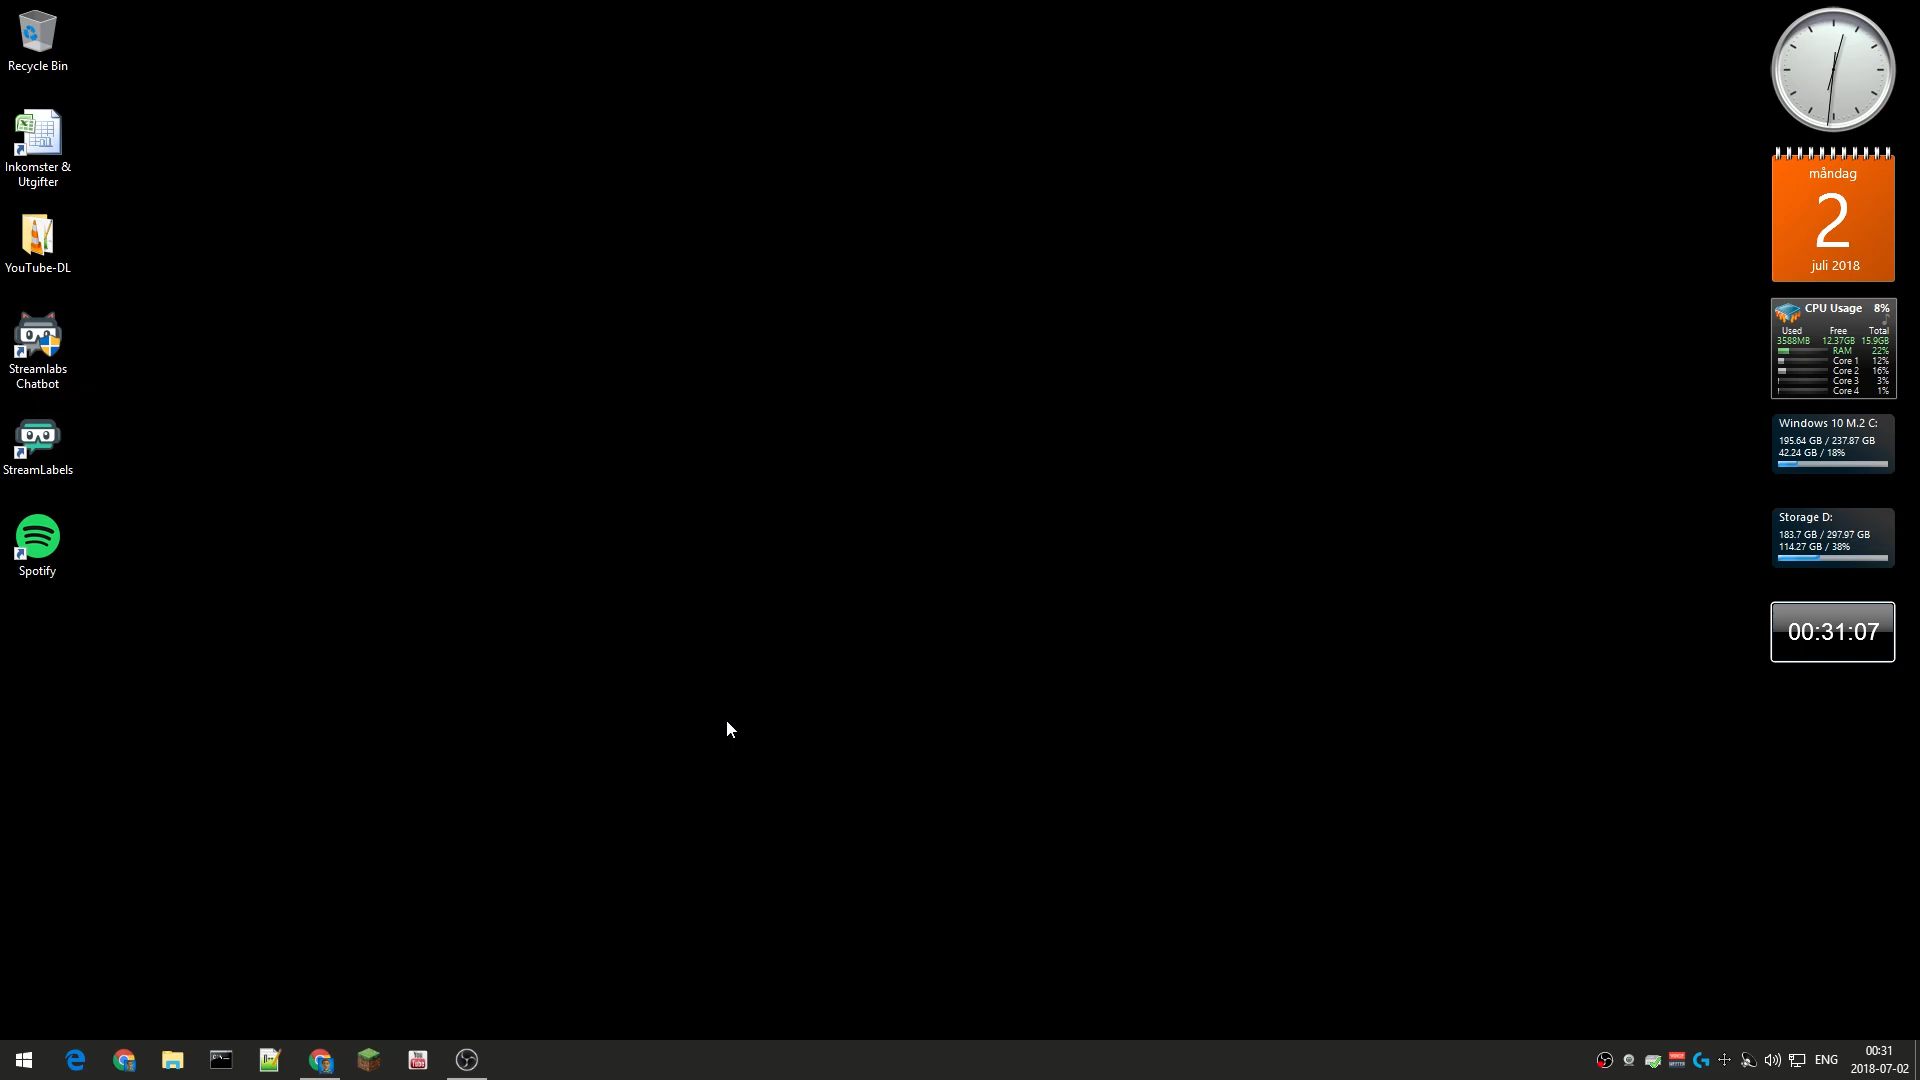 Recycle Bin
Inkomster &
Utgifter
YouTube-DL
Streamlabs
Chatbot
StreamLabels
Spotify
måndag
2
juli 2018
CPU Usage 8%
Used Free Total
3588MB 12.37GB 15.9GB
RAM 22%
Core 1 12%
Core 2 16%
Core 3 3%
Core 4 1%
Windows 10 M.2 C:
195.64 GB / 237.87 GB
42.24 GB / 18%
Storage D:
183.7 GB / 297.97 GB
114.27 GB / 38%
00:31:07
ENG
00:31
2018-07-02